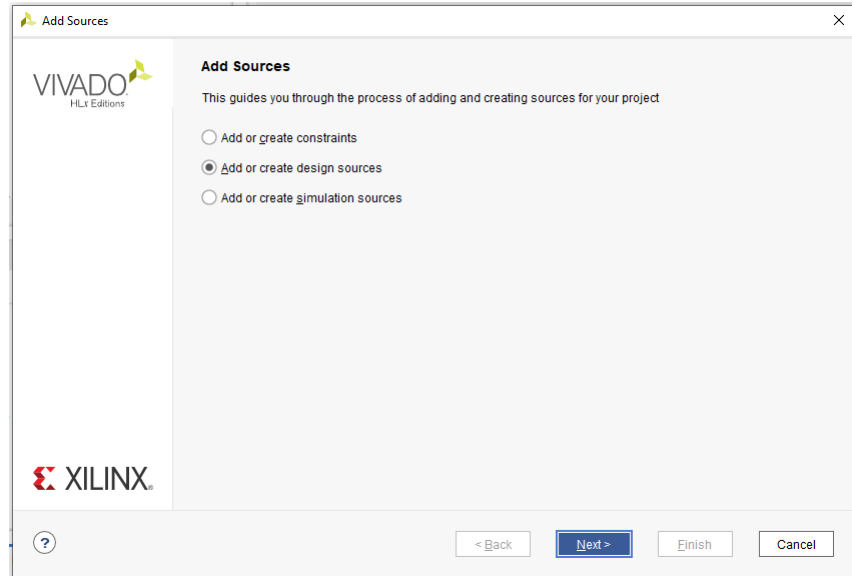 Add Sources
VIVADO
HLx Editions
Add Sources
This guides you through the process of adding and creating sources for your project
Add or create constraints
Add or create design sources
Add or create simulation sources
XILINX
?
< Back
Next >
Finish
Cancel